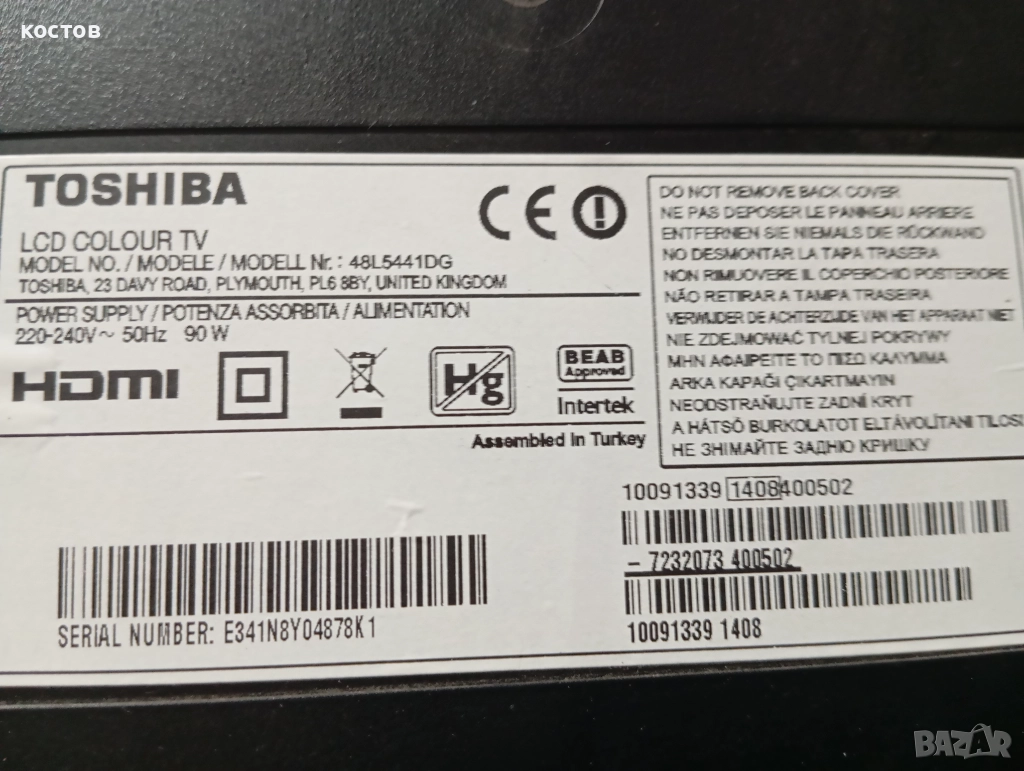 КОСТОВ
TOSHIBA
LCD COLOUR TV
MODEL NO. / MODELE / MODELL Nr. : 48L5441DG
TOSHIBA, 23 DAVY ROAD, PLYMOUTH, PL6 8BY, UNITED KINGDOM
POWER SUPPLY / POTENZA ASSORBITA / ALIMENTATION
220-240V ~ 50Hz 90 W
HDMI
Hg
BEAB
Approved
Intertek
Assembled in Turkey
DO NOT REMOVE BACK COVER
NE PAS DEPOSER LE PANNEAU ARRIERE
ENTFERNEN SIE NIEMALS DIE RÜCKWAND
NO DESMONTAR LA TAPA TRASERA
NON RIMUOVERE IL COPERCHIO POSTERIORE
NÃO RETIRAR A TAMPA TRASEIRA
VERWIJDER DE ACHTERZIJDE VAN HET APPARAAT NIET
NIE ZDEJMOWAĆ TYLNEJ POKRYWY
ΜΗΝ ΑΦΑΙΡΕΙΤΕ ΤΟ ΠΙΣΩ ΚΑΛΥΜΜΑ
ARKA KAPAĞI ÇIKARTMAYIN
NEODSTRAŇUJTE ZADNÍ KRYT
A HÁTSÓ BURKOLATOT ELTÁVOLÍTANI TILOS!
НЕ ЗНІМАЙТЕ ЗАДНЮ КРИШКУ
10091339 1408400502
- 7232073 400502
10091339 1408
SERIAL NUMBER: E341N8Y04878K1
BAZAR